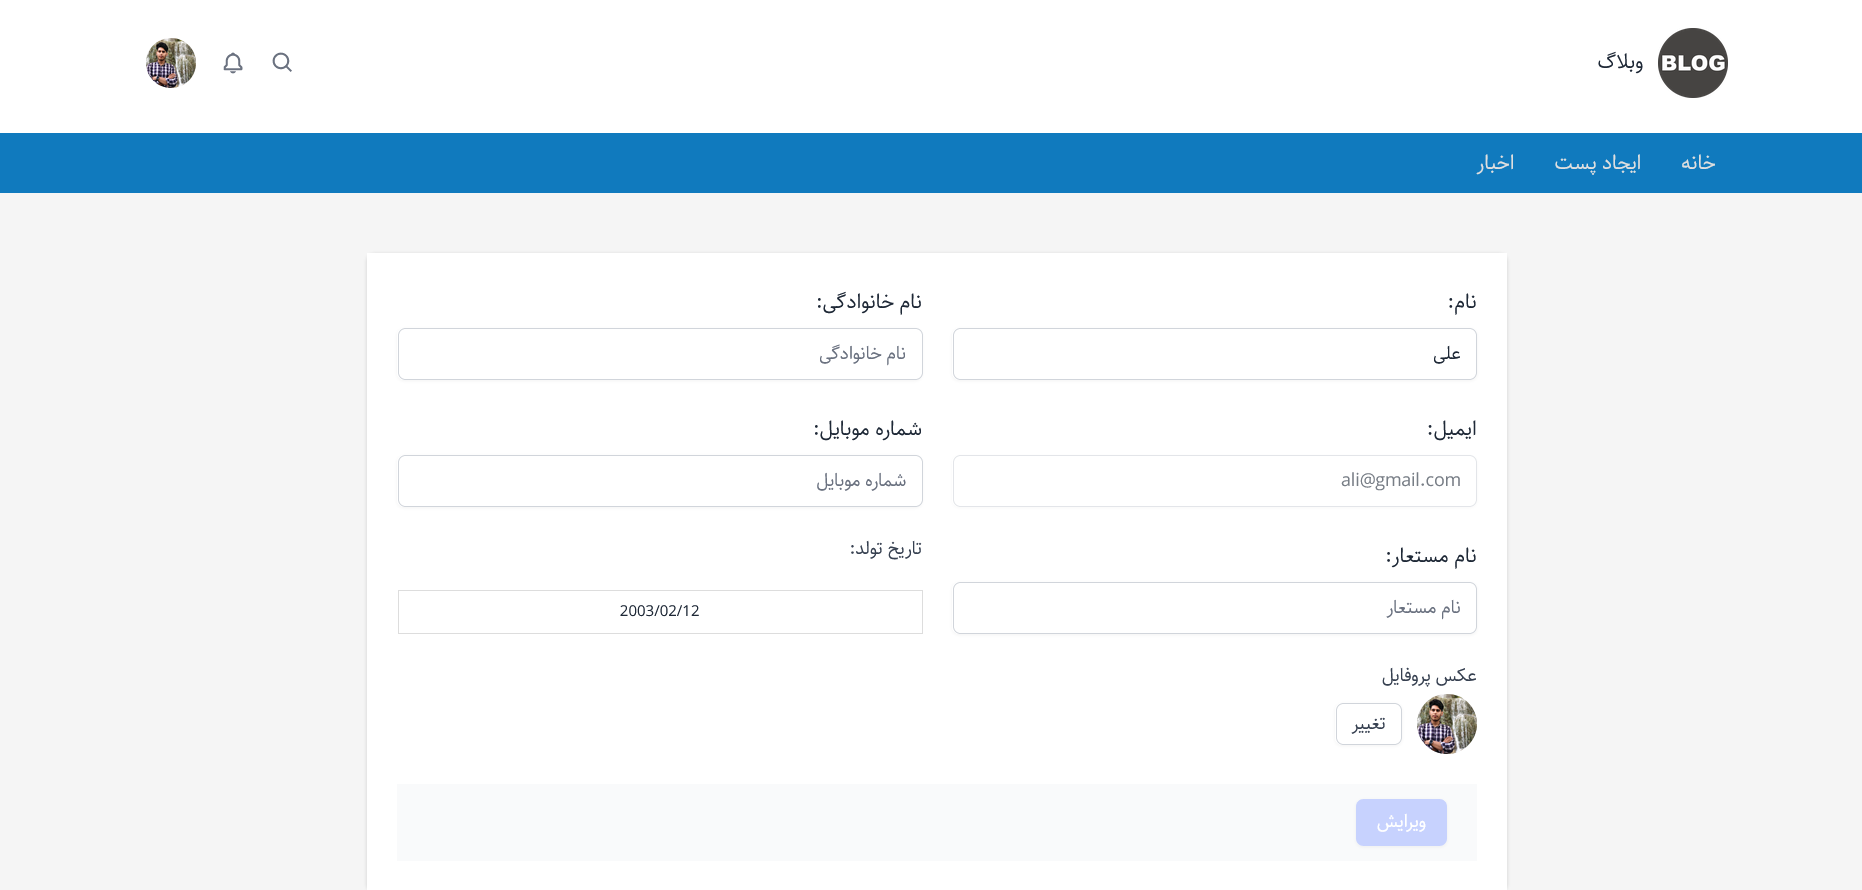 BLOG وبلاگ
خانه ایجاد پست اخبار
نام: نام خانوادگی:
علی نام خانوادگی
ایمیل: شماره موبایل:
ali@gmail.com شماره موبایل
نام مستعار: تاریخ تولد:
نام مستعار 2003/02/12
عکس پروفایل
تغییر
ویرایش